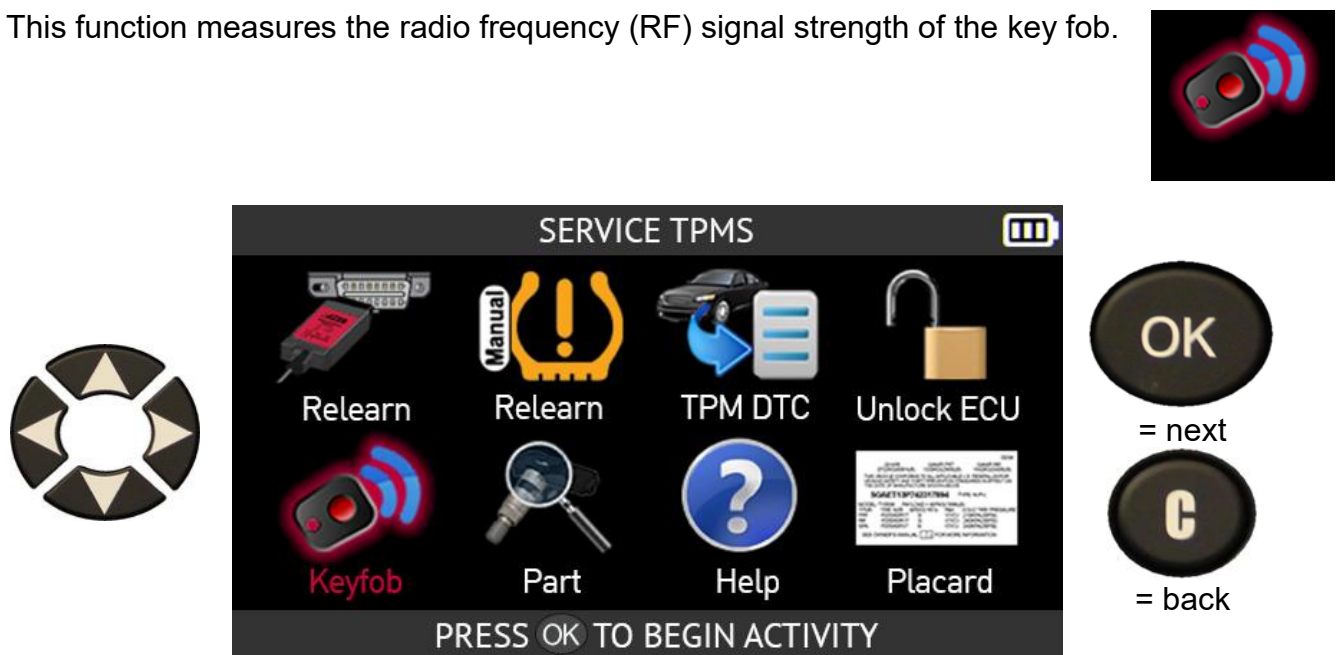 This function measures the radio frequency (RF) signal strength of the key fob.
SERVICE TPMS
Manual
Relearn
Relearn
TPM DTC
Unlock ECU
Keyfob
Part
Help
Placard
PRESS OK TO BEGIN ACTIVITY
OK
= next
C
= back